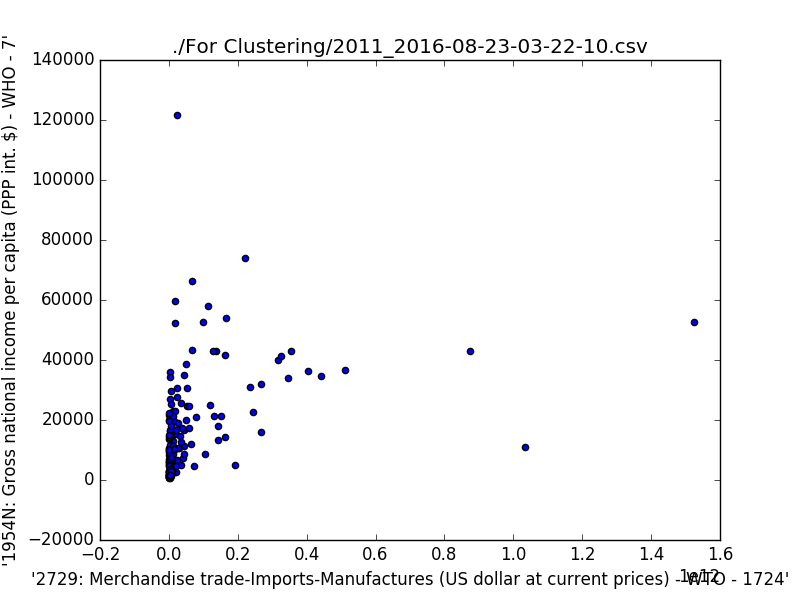 ./For Clustering/2011_2016-08-23-03-22-10.csv
'1954N: Gross national income per capita (PPP int. $) - WHO - 7'
140000
120000
100000
80000
60000
40000
20000
0
−20000
−0.2 0.0 0.2 0.4 0.6 0.8 1.0 1.2 1.4 1.6
1e12
'2729: Merchandise trade-Imports-Manufactures (US dollar at current prices) - WTO - 1724'